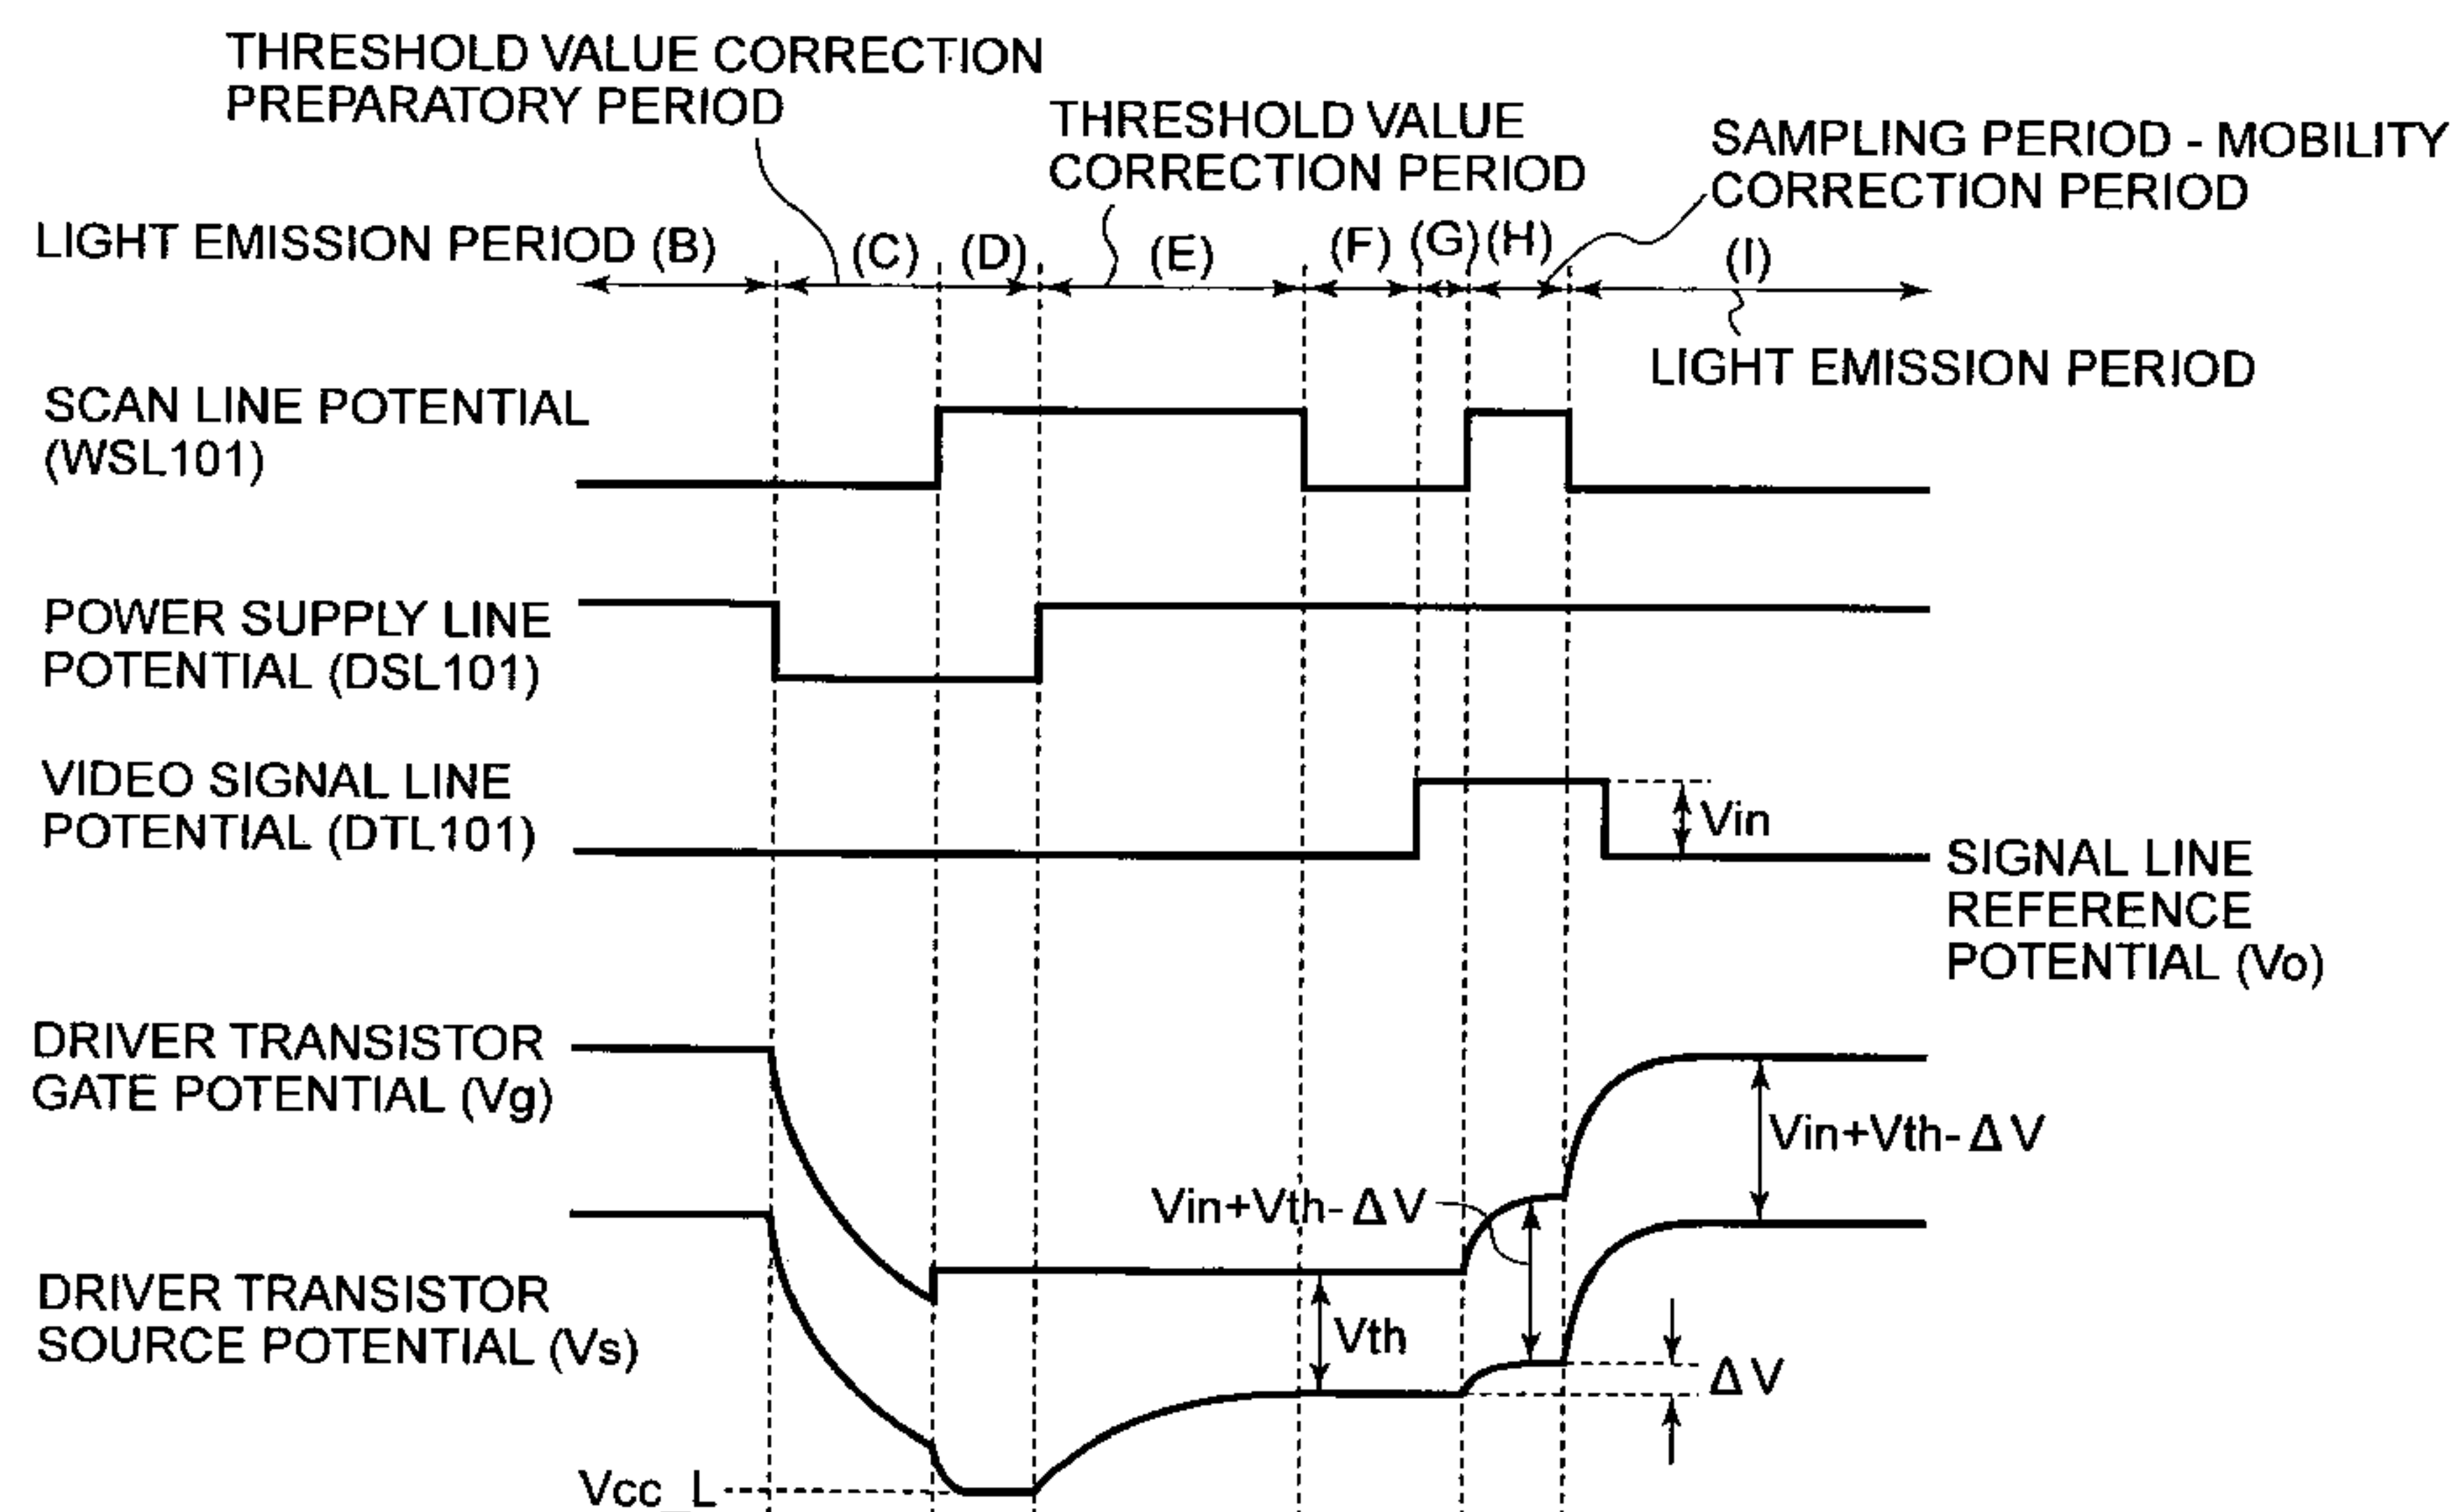 THRESHOLD VALUE CORRECTION
PREPARATORY PERIOD
THRESHOLD VALUE
CORRECTION PERIOD
SAMPLING PERIOD - MOBILITY
CORRECTION PERIOD
LIGHT EMISSION PERIOD (B)
(C)
(D)
(E)
(F)
(G)
(H)
(I)
LIGHT EMISSION PERIOD
SCAN LINE POTENTIAL
(WSL101)
POWER SUPPLY LINE
POTENTIAL (DSL101)
VIDEO SIGNAL LINE
POTENTIAL (DTL101)
Vin
SIGNAL LINE
REFERENCE
POTENTIAL (Vo)
DRIVER TRANSISTOR
GATE POTENTIAL (Vg)
Vin+Vth-ΔV
Vin+Vth-ΔV
DRIVER TRANSISTOR
SOURCE POTENTIAL (Vs)
Vth
ΔV
Vcc_L